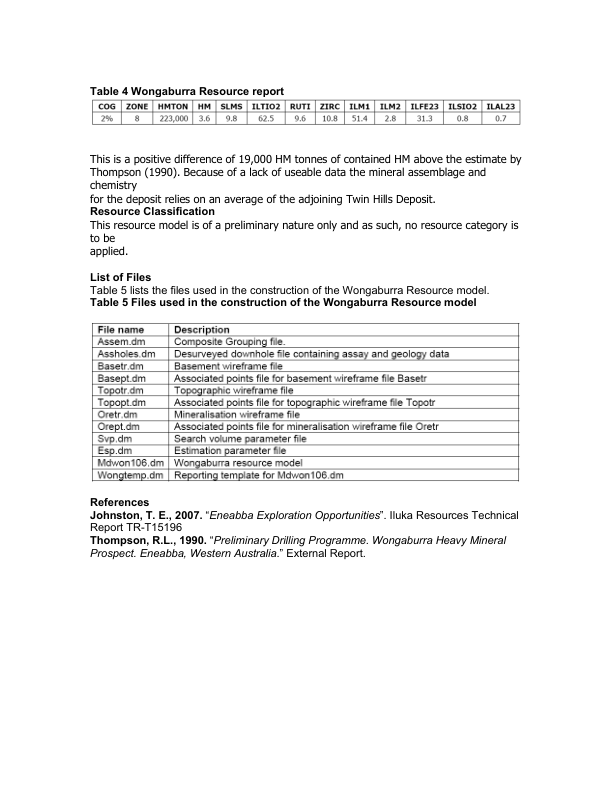 Table 4 Wongaburra Resource report
COG ZONE HMTON HM SLMS ILTIO2 RUTI ZIRC ILM1 ILM2 ILFE23 ILSIO2 ILAL23
2% 8 223,000 3.6 9.8 62.5 9.6 10.8 51.4 2.8 31.3 0.8 0.7
This is a positive difference of 19,000 HM tonnes of contained HM above the estimate by
Thompson (1990). Because of a lack of useable data the mineral assemblage and
chemistry
for the deposit relies on an average of the adjoining Twin Hills Deposit.
Resource Classification
This resource model is of a preliminary nature only and as such, no resource category is
to be
applied.
List of Files
Table 5 lists the files used in the construction of the Wongaburra Resource model.
Table 5 Files used in the construction of the Wongaburra Resource model
File name Description
Assem.dm Composite Grouping file.
Assholes.dm Desurveyed downhole file containing assay and geology data
Basetr.dm Basement wireframe file
Basept.dm Associated points file for basement wireframe file Basetr
Topotr.dm Topographic wireframe file
Topopt.dm Associated points file for topographic wireframe file Topotr
Oretr.dm Mineralisation wireframe file
Orept.dm Associated points file for mineralisation wireframe file Oretr
Svp.dm Search volume parameter file
Esp.dm Estimation parameter file
Mdwon106.dm Wongaburra resource model
Wongtemp.dm Reporting template for Mdwon106.dm
References
Johnston, T. E., 2007. “Eneabba Exploration Opportunities”. Iluka Resources Technical
Report TR-T15196
Thompson, R.L., 1990. “Preliminary Drilling Programme. Wongaburra Heavy Mineral
Prospect. Eneabba, Western Australia.” External Report.